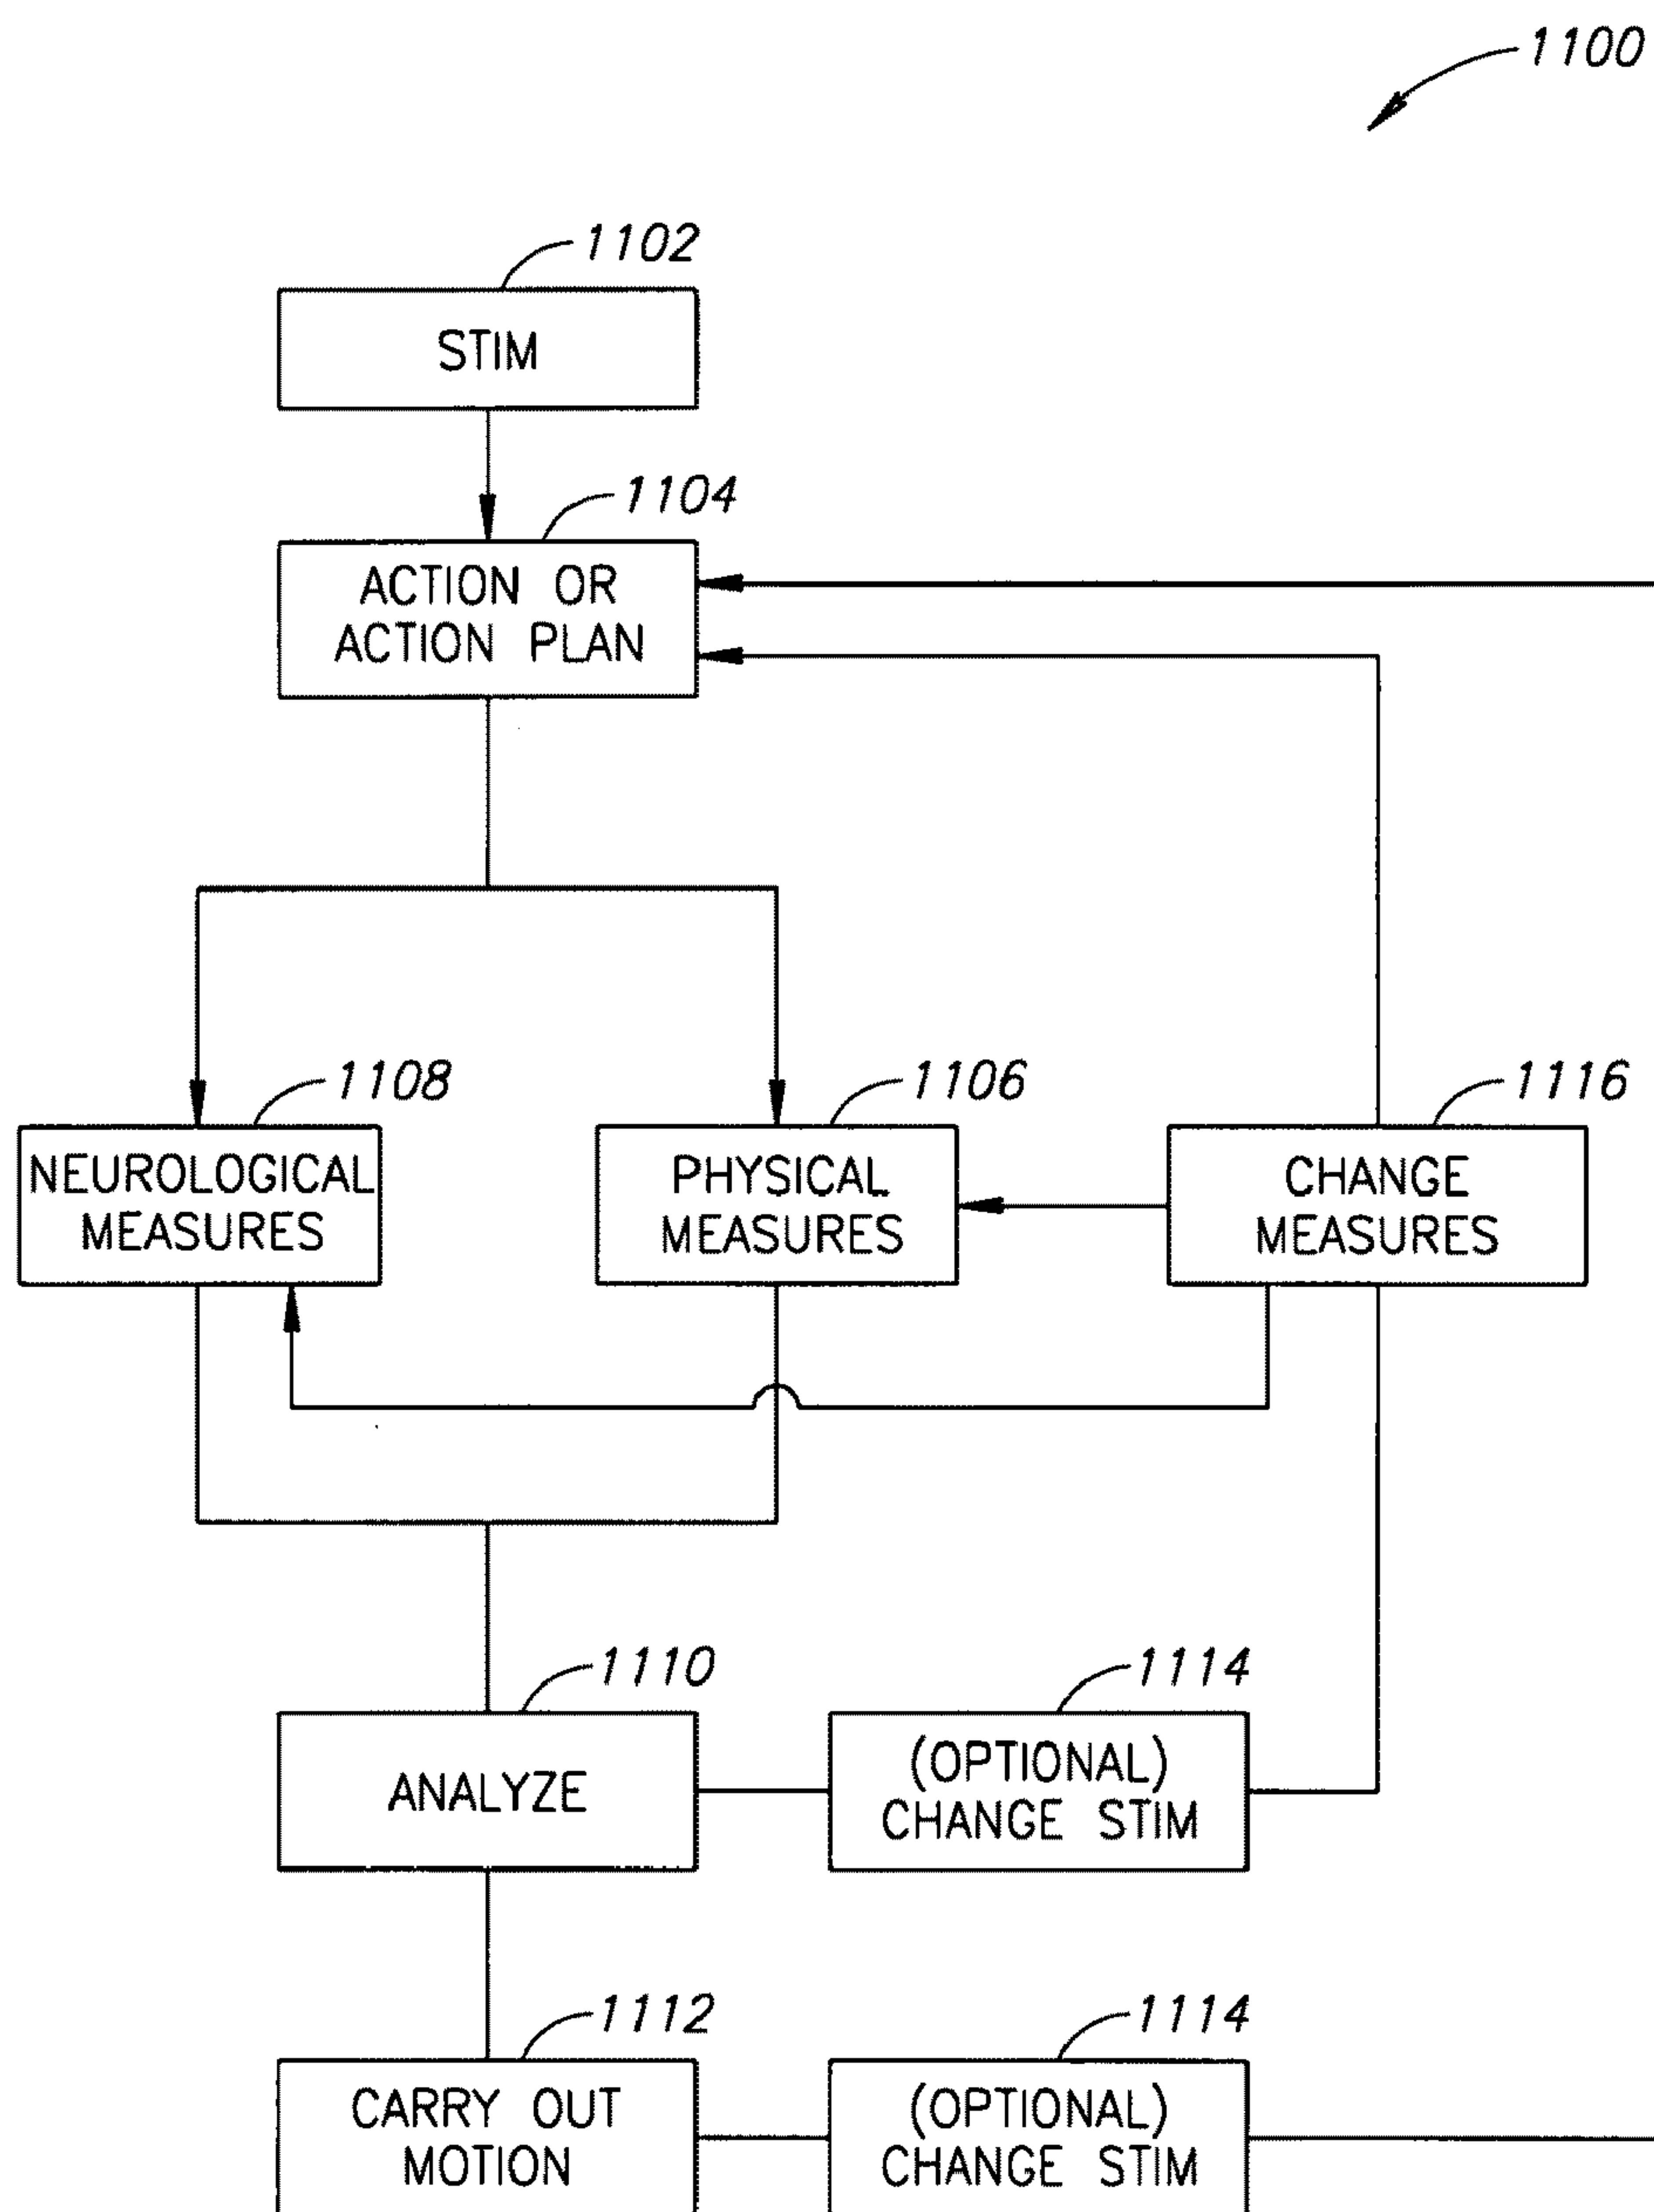 1100
1102
STIM
1104
ACTION OR
ACTION PLAN
1108
NEUROLOGICAL
MEASURES
1106
PHYSICAL
MEASURES
1116
CHANGE
MEASURES
1110
ANALYZE
1114
(OPTIONAL)
CHANGE STIM
1112
CARRY OUT
MOTION
1114
(OPTIONAL)
CHANGE STIM